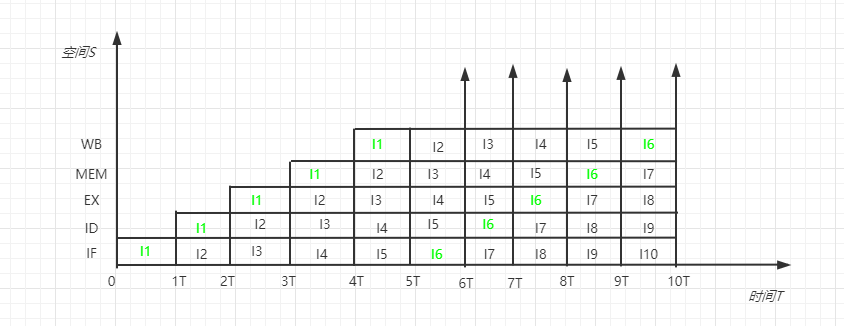 空间S
WB I1 I2 I3 I4 I5 I6
MEM I1 I2 I3 I4 I5 I6 I7
EX I1 I2 I3 I4 I5 I6 I7 I8
ID I1 I2 I3 I4 I5 I6 I7 I8 I9
IF I1 I2 I3 I4 I5 I6 I7 I8 I9 I10
0 1T 2T 3T 4T 5T 6T 7T 8T 9T 10T
时间T